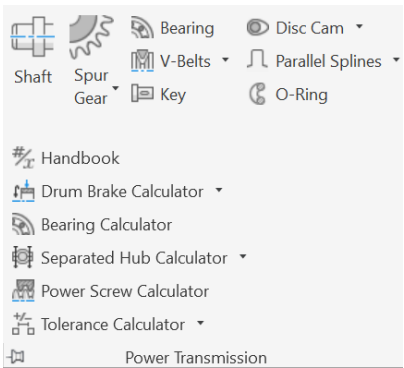 Shaft
Spur
Gear
Bearing
V-Belts
Key
Disc Cam
Parallel Splines
O-Ring
Handbook
Drum Brake Calculator
Bearing Calculator
Separated Hub Calculator
Power Screw Calculator
Tolerance Calculator
Power Transmission